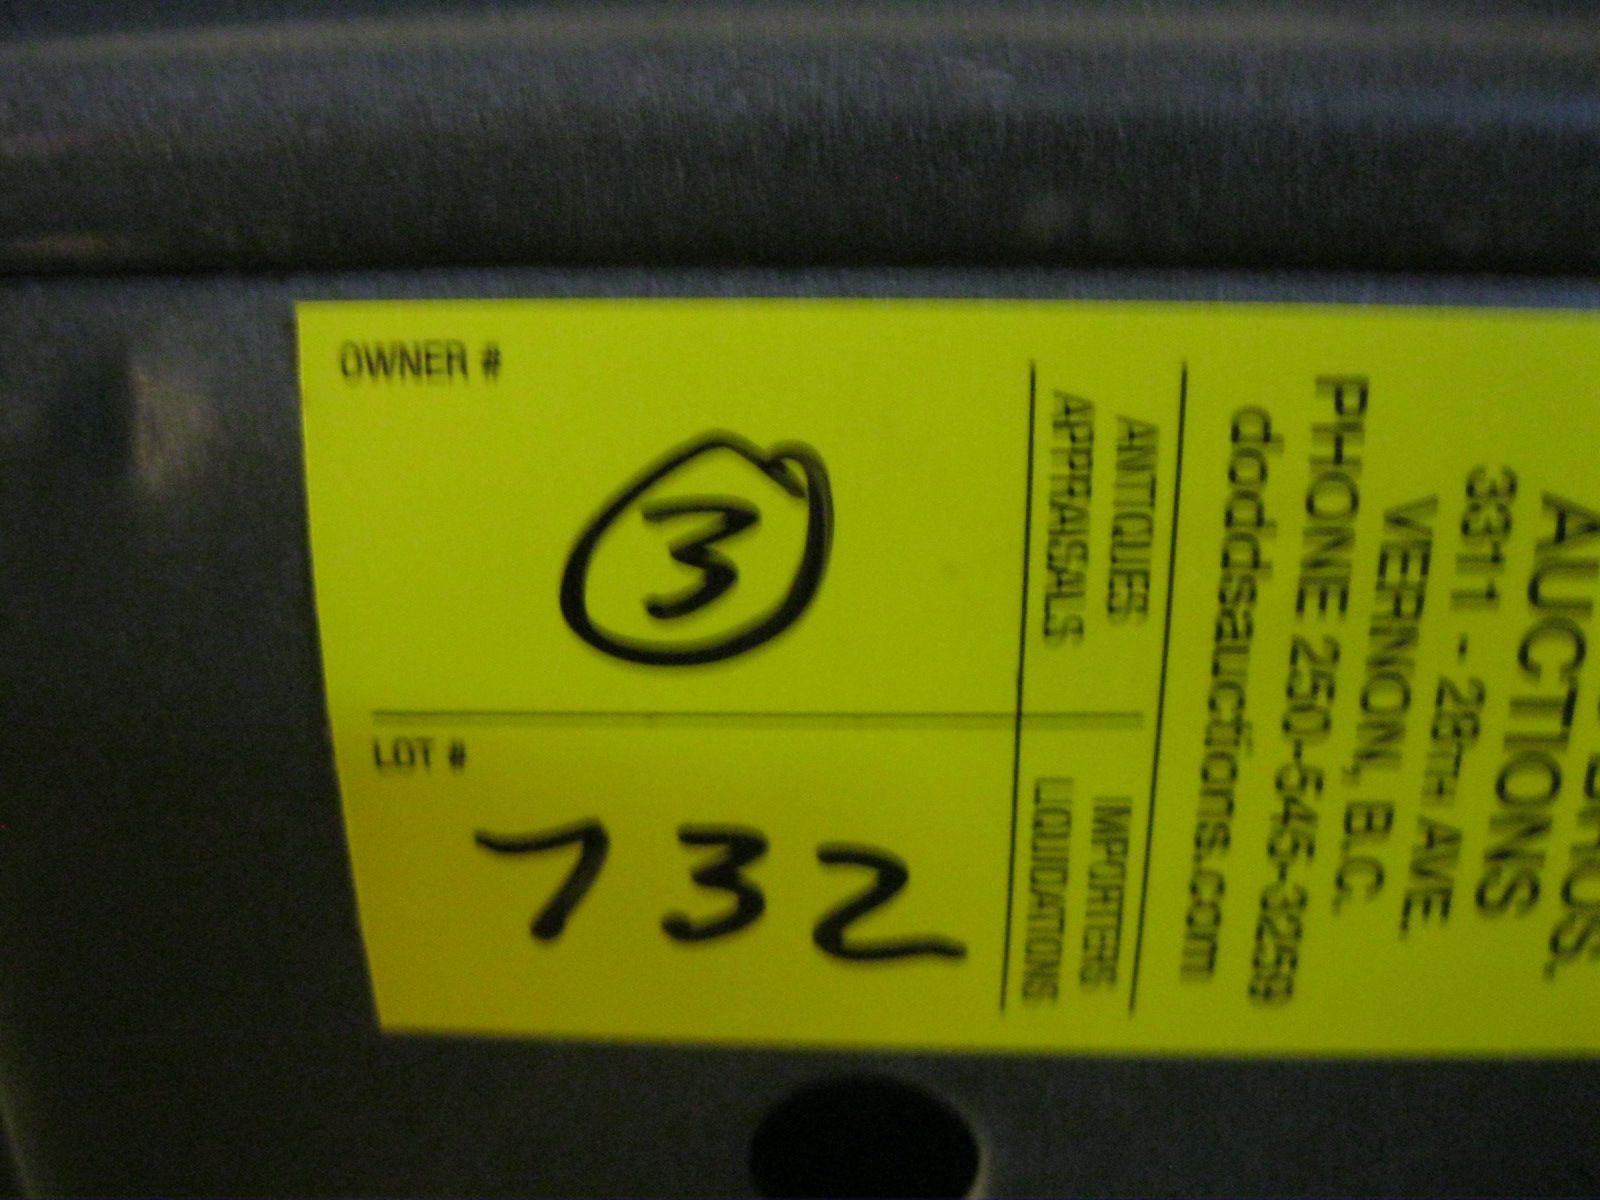 OWNER #
3
LOT #
732
ANTIQUES
APPRAISALS
IMPORTERS
LIQUIDATIONS
BROS.
AUCTIONS
3311 - 28TH AVE.
VERNON, B.C.
PHONE 250-545-3259
doddsauctions.com